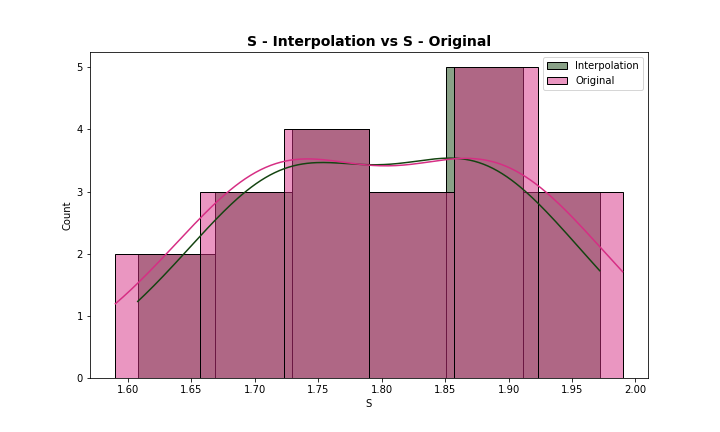 S - Interpolation vs S - Original
Interpolation
Original
Count
5
4
3
2
1
0
1.60 1.65 1.70 1.75 1.80 1.85 1.90 1.95 2.00
S